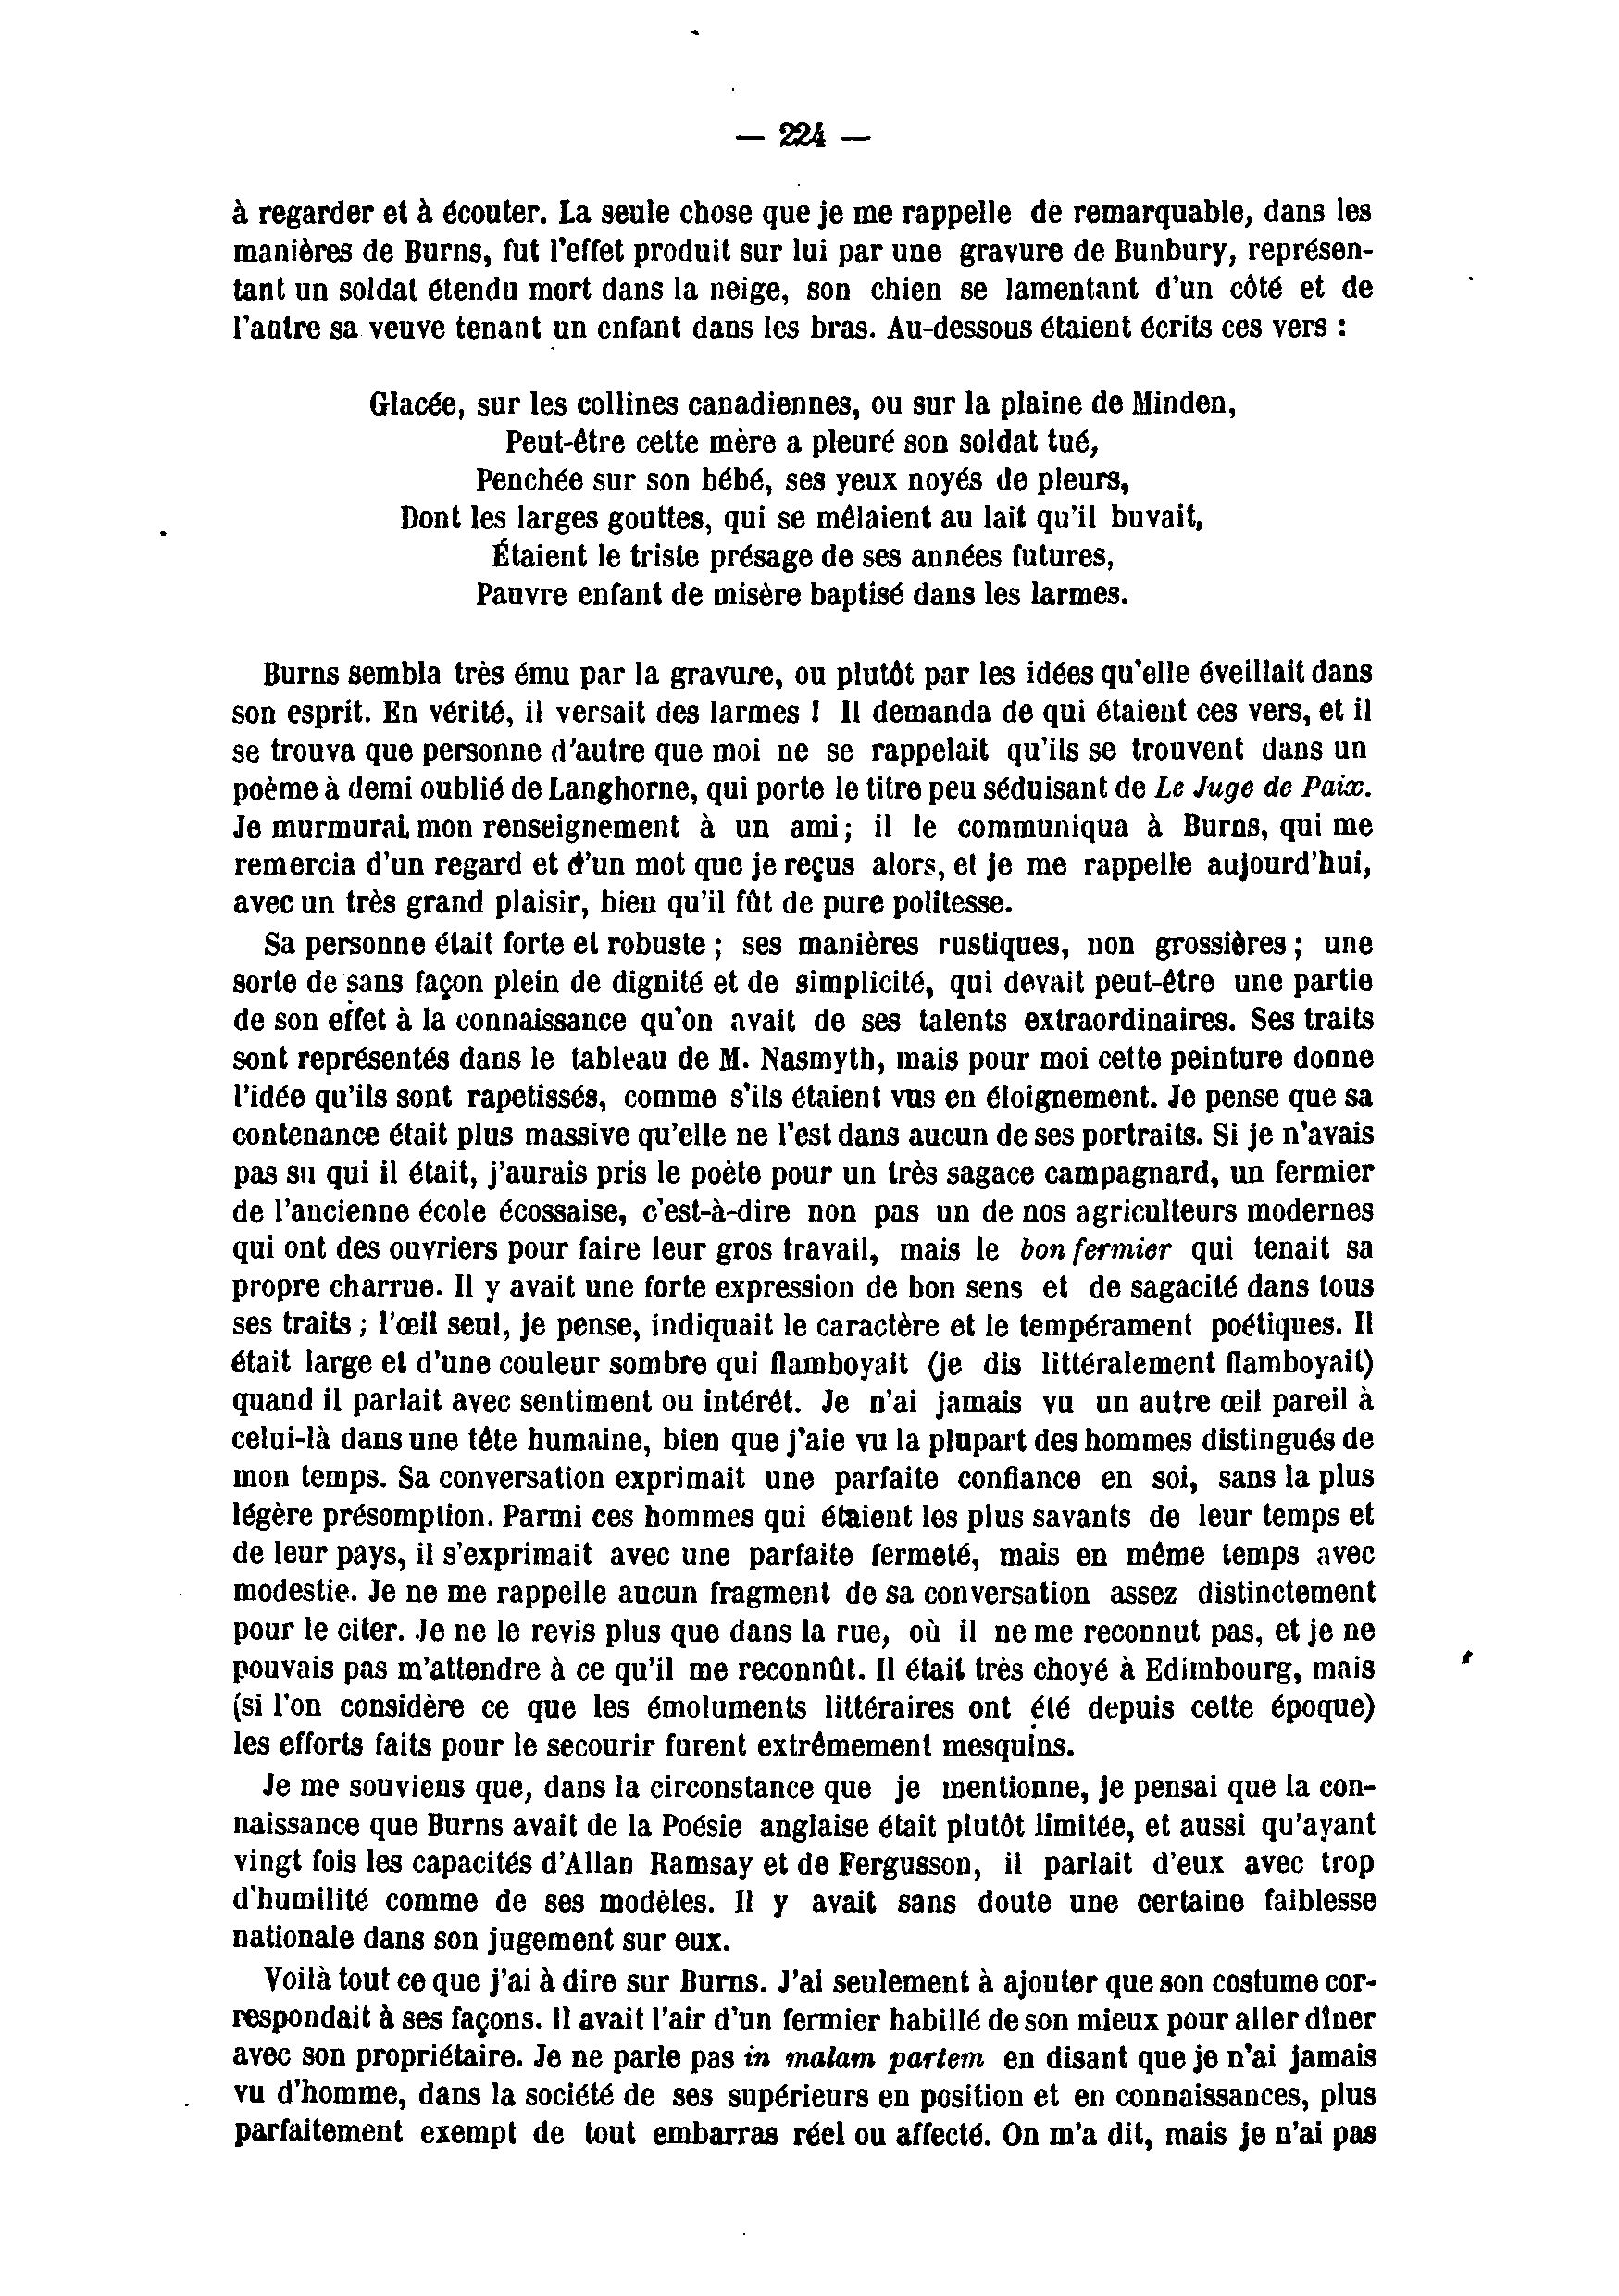 — 224 —
à regarder et à écouter. La seule chose que je me rappelle de remarquable, dans les
manières de Burns, fut l'effet produit sur lui par une gravure de Bunbury, représen-
tant un soldat étendu mort dans la neige, son chien se lamentant d'un côté et de
l'autre sa veuve tenant un enfant dans les bras. Au-dessous étaient écrits ces vers :
Glacée, sur les collines canadiennes, ou sur la plaine de Minden,
Peut-être cette mère a pleuré son soldat tué,
Penchée sur son bébé, ses yeux noyés de pleurs,
Dont les larges gouttes, qui se mêlaient au lait qu'il buvait,
Étaient le triste présage de ses années futures,
Pauvre enfant de misère baptisé dans les larmes.
Burns sembla très ému par la gravure, ou plutôt par les idées qu'elle éveillait dans
son esprit. En vérité, il versait des larmes ! Il demanda de qui étaient ces vers, et il
se trouva que personne d'autre que moi ne se rappelait qu'ils se trouvent dans un
poème à demi oublié de Langhorne, qui porte le titre peu séduisant de Le Juge de Paix.
Je murmurai mon renseignement à un ami; il le communiqua à Burns, qui me
remercia d'un regard et d'un mot que je reçus alors, et je me rappelle aujourd'hui,
avec un très grand plaisir, bien qu'il fût de pure politesse.
Sa personne était forte et robuste ; ses manières rustiques, non grossières ; une
sorte de sans façon plein de dignité et de simplicité, qui devait peut-être une partie
de son effet à la connaissance qu'on avait de ses talents extraordinaires. Ses traits
sont représentés dans le tableau de M. Nasmyth, mais pour moi cette peinture donne
l'idée qu'ils sont rapetissés, comme s'ils étaient vus en éloignement. Je pense que sa
contenance était plus massive qu'elle ne l'est dans aucun de ses portraits. Si je n'avais
pas su qui il était, j'aurais pris le poète pour un très sagace campagnard, un fermier
de l'ancienne école écossaise, c'est-à-dire non pas un de nos agriculteurs modernes
qui ont des ouvriers pour faire leur gros travail, mais le bon fermier qui tenait sa
propre charrue. Il y avait une forte expression de bon sens et de sagacité dans tous
ses traits ; l'œil seul, je pense, indiquait le caractère et le tempérament poétiques. Il
était large et d'une couleur sombre qui flamboyait (je dis littéralement flamboyait)
quand il parlait avec sentiment ou intérêt. Je n'ai jamais vu un autre œil pareil à
celui-là dans une tête humaine, bien que j'aie vu la plupart des hommes distingués de
mon temps. Sa conversation exprimait une parfaite confiance en soi, sans la plus
légère présomption. Parmi ces hommes qui étaient les plus savants de leur temps et
de leur pays, il s'exprimait avec une parfaite fermeté, mais en même temps avec
modestie. Je ne me rappelle aucun fragment de sa conversation assez distinctement
pour le citer. Je ne le revis plus que dans la rue, où il ne me reconnut pas, et je ne
pouvais pas m'attendre à ce qu'il me reconnût. Il était très choyé à Edimbourg, mais
(si l'on considère ce que les émoluments littéraires ont été depuis cette époque)
les efforts faits pour le secourir furent extrêmement mesquins.
Je me souviens que, dans la circonstance que je mentionne, je pensai que la con-
naissance que Burns avait de la Poésie anglaise était plutôt limitée, et aussi qu'ayant
vingt fois les capacités d'Allan Ramsay et de Fergusson, il parlait d'eux avec trop
d'humilité comme de ses modèles. Il y avait sans doute une certaine faiblesse
nationale dans son jugement sur eux.
Voilà tout ce que j'ai à dire sur Burns. J'ai seulement à ajouter que son costume cor-
respondait à ses façons. Il avait l'air d'un fermier habillé de son mieux pour aller dîner
avec son propriétaire. Je ne parle pas in malam partem en disant que je n'ai jamais
vu d'homme, dans la société de ses supérieurs en position et en connaissances, plus
parfaitement exempt de tout embarras réel ou affecté. On m'a dit, mais je n'ai pas